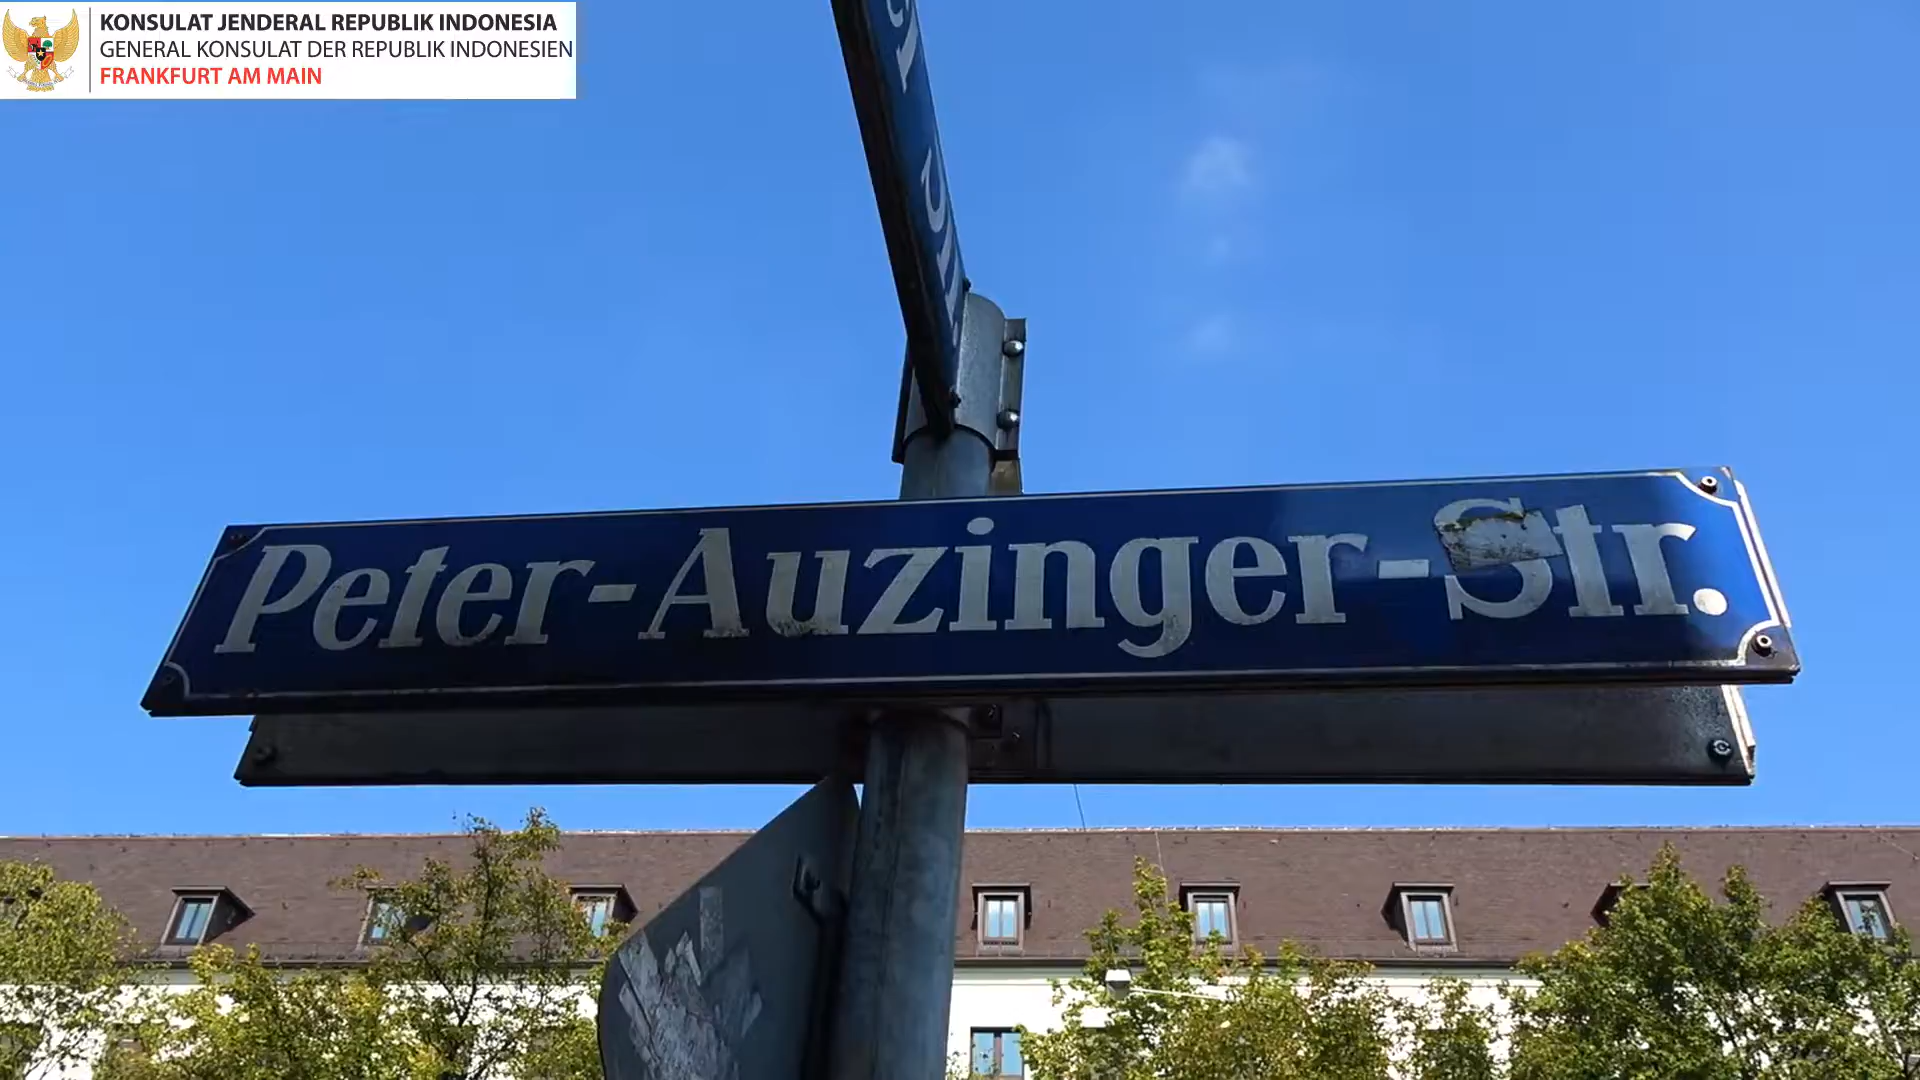 KONSULAT JENDERAL REPUBLIK INDONESIA
GENERAL KONSULAT DER REPUBLIK INDONESIEN
FRANKFURT AM MAIN
Peter-Auzinger-Str.